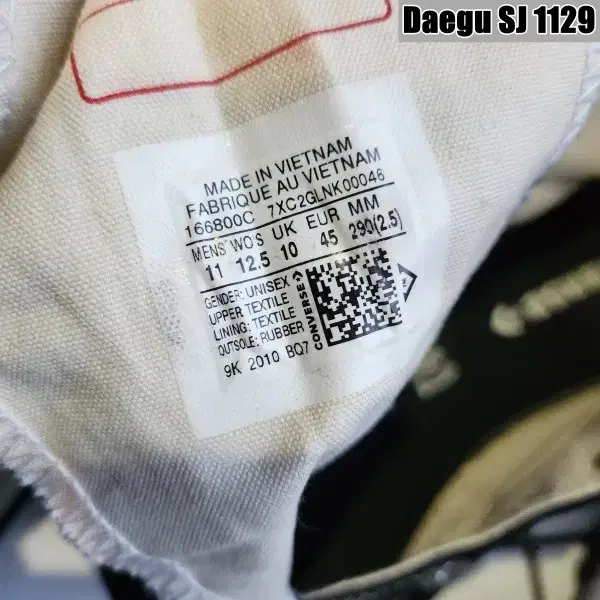 Daegu SJ 1129
MADE IN VIETNAM
FABRIQUE AU VIETNAM
166800C 7XC2GLNK00046
MENS WO'S UK EUR MM
11 12.5 10 45 290(2.5)
GENDER: UNISEX
UPPER TEXTILE
LINING: TEXTILE
OUTSOLE: RUBBER
9K 2010 BQ7
CONVERSE